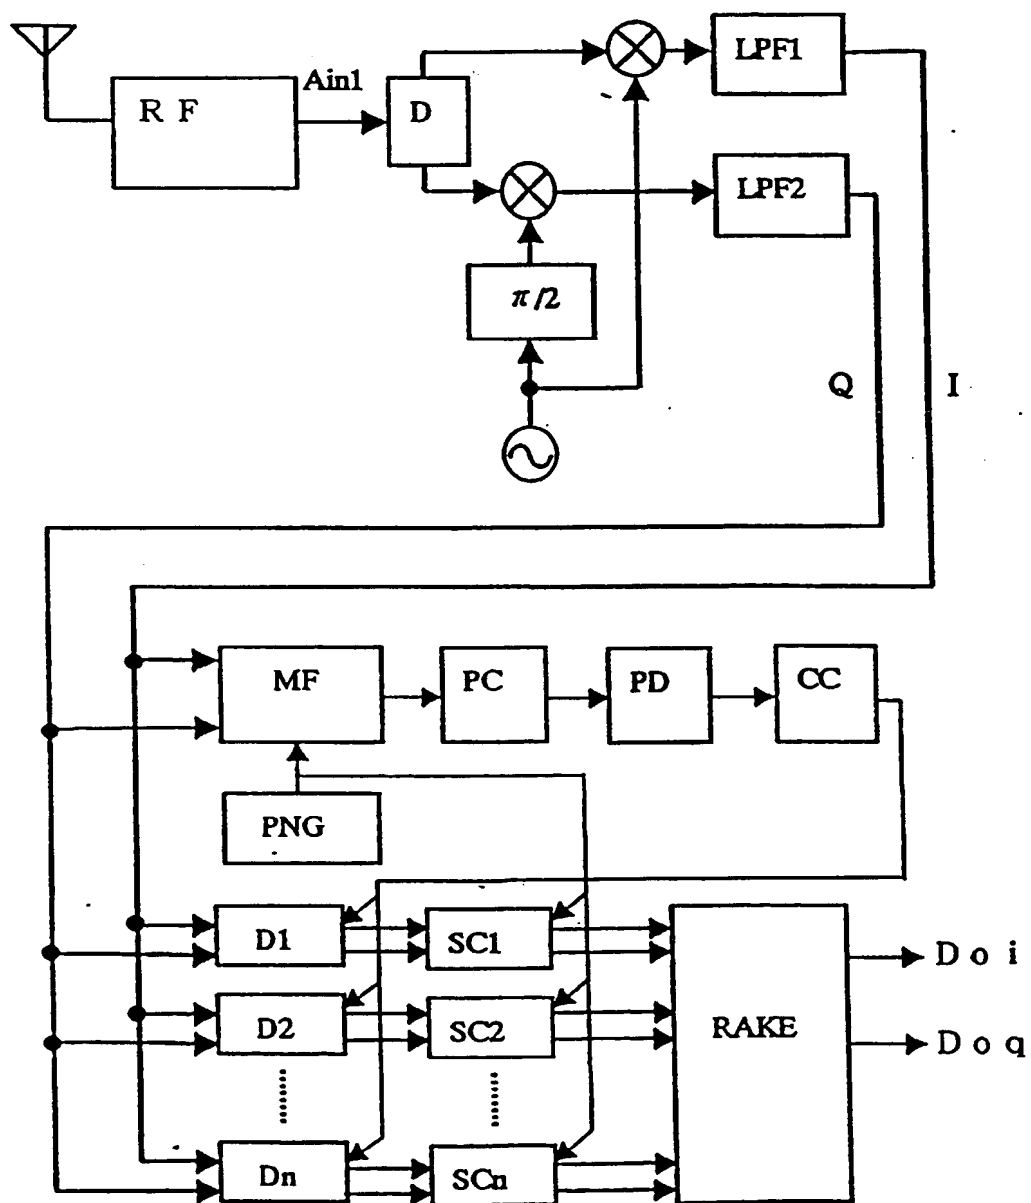 R F
Ain1
D
LPF1
LPF2
π/2
Q
I
MF
PC
PD
CC
PNG
D1
SC1
D2
SC2
RAKE
D o i
D o q
Dn
SCn